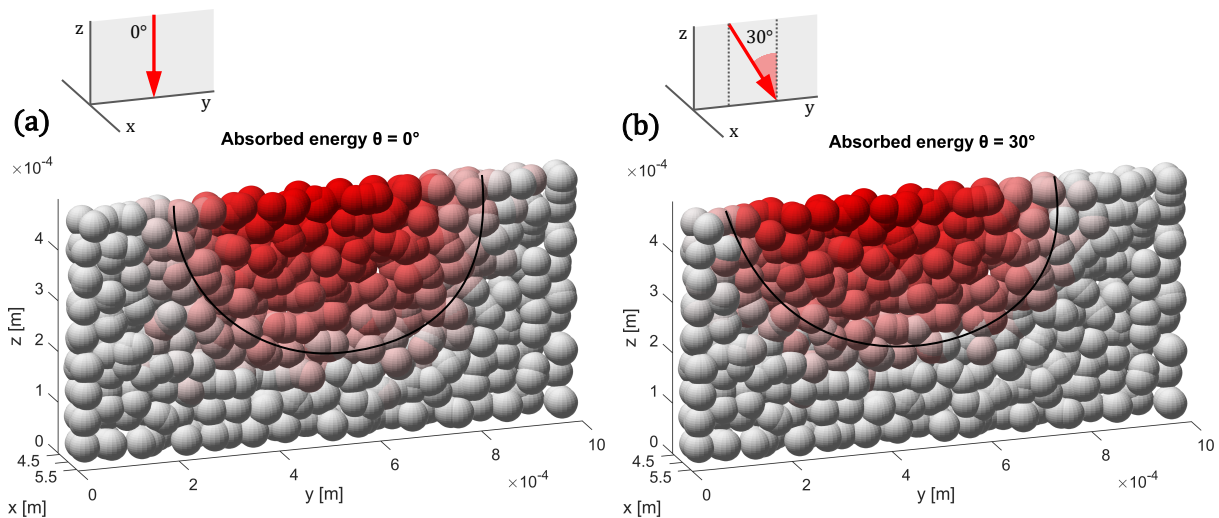 z
0°
y
x
(a)
Absorbed energy θ = 0°
×10⁻⁴
4
3
2
1
0
z [m]
4.5
5.5
x [m]
0
2
4
6
8
10
y [m]
×10⁻⁴
z
30°
y
x
(b)
Absorbed energy θ = 30°
×10⁻⁴
4
3
2
1
0
z [m]
4.5
5.5
x [m]
0
2
4
6
8
10
y [m]
×10⁻⁴